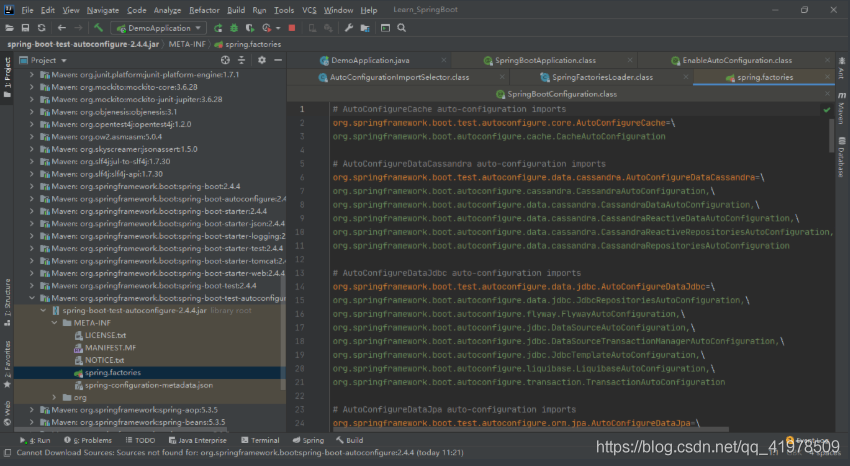 File Edit View Navigate Code Analyze Refactor Build Run Tools VCS Window Help Learn_SpringBoot
DemoApplication
spring-boot-test-autoconfigure-2.4.4.jar META-INF spring.factories
Project
DemoApplication.java SpringBootApplication.class EnableAutoConfiguration.class
AutoConfigurationImportSelector.class SpringFactoriesLoader.class spring.factories
SpringBootConfiguration.class
1: Project
2: Structure
2: Favorites
Web
Ant
Maven
Database
Maven: org.junit.platform:junit-platform-engine:1.7.1
Maven: org.mockito:mockito-core:3.6.28
Maven: org.mockito:mockito-junit-jupiter:3.6.28
Maven: org.objenesis:objenesis:3.1
Maven: org.opentest4j:opentest4j:1.2.0
Maven: org.ow2.asm:asm:5.0.4
Maven: org.skyscreamer:jsonassert:1.5.0
Maven: org.slf4j:jul-to-slf4j:1.7.30
Maven: org.slf4j:slf4j-api:1.7.30
Maven: org.springframework.boot:spring-boot:2.4.4
Maven: org.springframework.boot:spring-boot-autoconfigure:2.4
Maven: org.springframework.boot:spring-boot-starter:2.4.4
Maven: org.springframework.boot:spring-boot-starter-json:2.4.4
Maven: org.springframework.boot:spring-boot-starter-logging:2
Maven: org.springframework.boot:spring-boot-starter-test:2.4.4
Maven: org.springframework.boot:spring-boot-starter-tomcat:2
Maven: org.springframework.boot:spring-boot-starter-web:2.4.4
Maven: org.springframework.boot:spring-boot-test:2.4.4
Maven: org.springframework.boot:spring-boot-test-autoconfigu
spring-boot-test-autoconfigure-2.4.4.jar library root
META-INF
LICENSE.txt
MANIFEST.MF
NOTICE.txt
spring.factories
spring-configuration-metadata.json
org
Maven: org.springframework:spring-aop:5.3.5
Maven: org.springframework:spring-beans:5.3.5
1 # AutoConfigureCache auto-configuration imports
2 org.springframework.boot.test.autoconfigure.core.AutoConfigureCache=\
3 org.springframework.boot.autoconfigure.cache.CacheAutoConfiguration
4
5 # AutoConfigureDataCassandra auto-configuration imports
6 org.springframework.boot.test.autoconfigure.data.cassandra.AutoConfigureDataCassandra=\
7 org.springframework.boot.autoconfigure.cassandra.CassandraAutoConfiguration,\
8 org.springframework.boot.autoconfigure.data.cassandra.CassandraDataAutoConfiguration,\
9 org.springframework.boot.autoconfigure.data.cassandra.CassandraReactiveDataAutoConfiguration,\
10 org.springframework.boot.autoconfigure.data.cassandra.CassandraReactiveRepositoriesAutoConfiguration,\
11 org.springframework.boot.autoconfigure.data.cassandra.CassandraRepositoriesAutoConfiguration
12
13 # AutoConfigureDataJdbc auto-configuration imports
14 org.springframework.boot.test.autoconfigure.data.jdbc.AutoConfigureDataJdbc=\
15 org.springframework.boot.autoconfigure.data.jdbc.JdbcRepositoriesAutoConfiguration,\
16 org.springframework.boot.autoconfigure.flyway.FlywayAutoConfiguration,\
17 org.springframework.boot.autoconfigure.jdbc.DataSourceAutoConfiguration,\
18 org.springframework.boot.autoconfigure.jdbc.DataSourceTransactionManagerAutoConfiguration,\
19 org.springframework.boot.autoconfigure.jdbc.JdbcTemplateAutoConfiguration,\
20 org.springframework.boot.autoconfigure.liquibase.LiquibaseAutoConfiguration,\
21 org.springframework.boot.autoconfigure.transaction.TransactionAutoConfiguration
22
23 # AutoConfigureDataJpa auto-configuration imports
24 org.springframework.boot.test.autoconfigure.orm.jpa.AutoConfigureDataJpa=\
4: Run 6: Problems TODO Java Enterprise Terminal Spring Build
Cannot Download Sources: Sources not found for: org.springframework.boot:spring-boot-autoconfigure:2.4.4 (today 11:21)
https://blog.csdn.net/qq_41978509